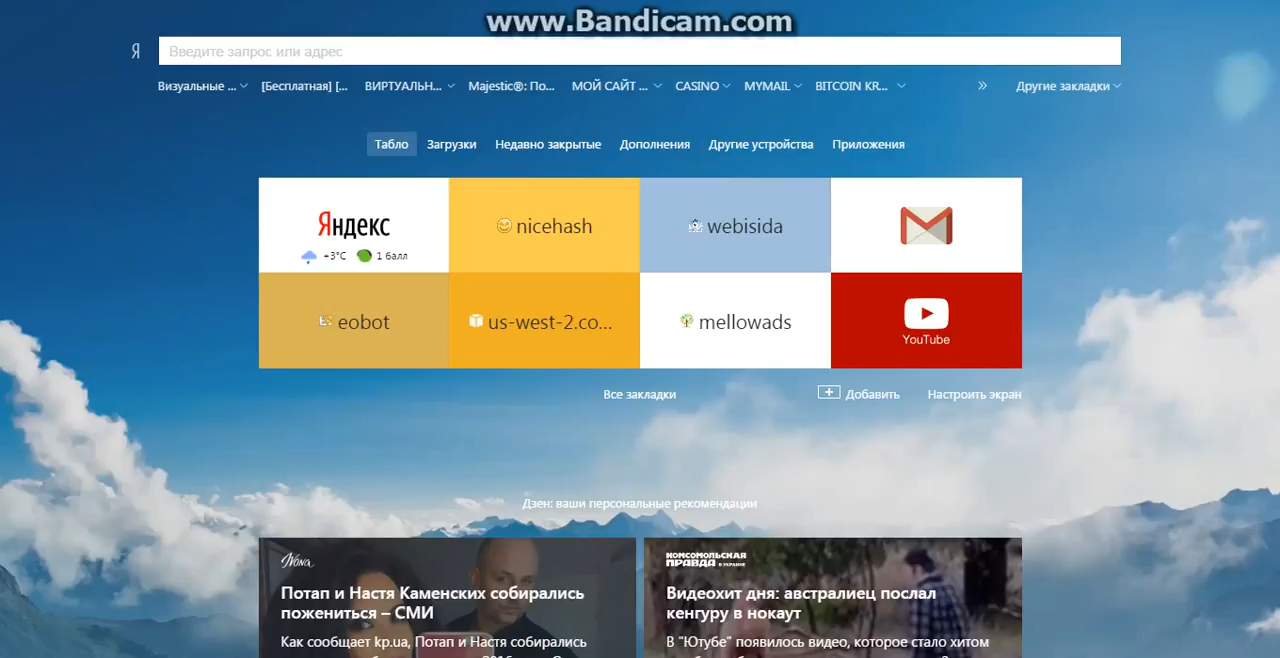 www.Bandicam.com
Я Введите запрос или адрес
Визуальные ... [Бесплатная] [... ВИРТУАЛЬН... Majestic®: По... МОЙ САЙТ ... CASINO MYMAIL BITCOIN KR... » Другие закладки
Табло Загрузки Недавно закрытые Дополнения Другие устройства Приложения
Яндекс nicehash webisida
+3°C 1 балл
eobot us-west-2.co... mellowads YouTube
Все закладки Добавить Настроить экран
Дзен: ваши персональные рекомендации
Ивона
Потап и Настя Каменских собирались
пожениться – СМИ
Как сообщает kp.ua, Потап и Настя собирались
КОМСОМОЛЬСКАЯ
ПРАВДА В УКРАИНЕ
Видеохит дня: австралиец послал
кенгуру в нокаут
В "Ютубе" появилось видео, которое стало хитом